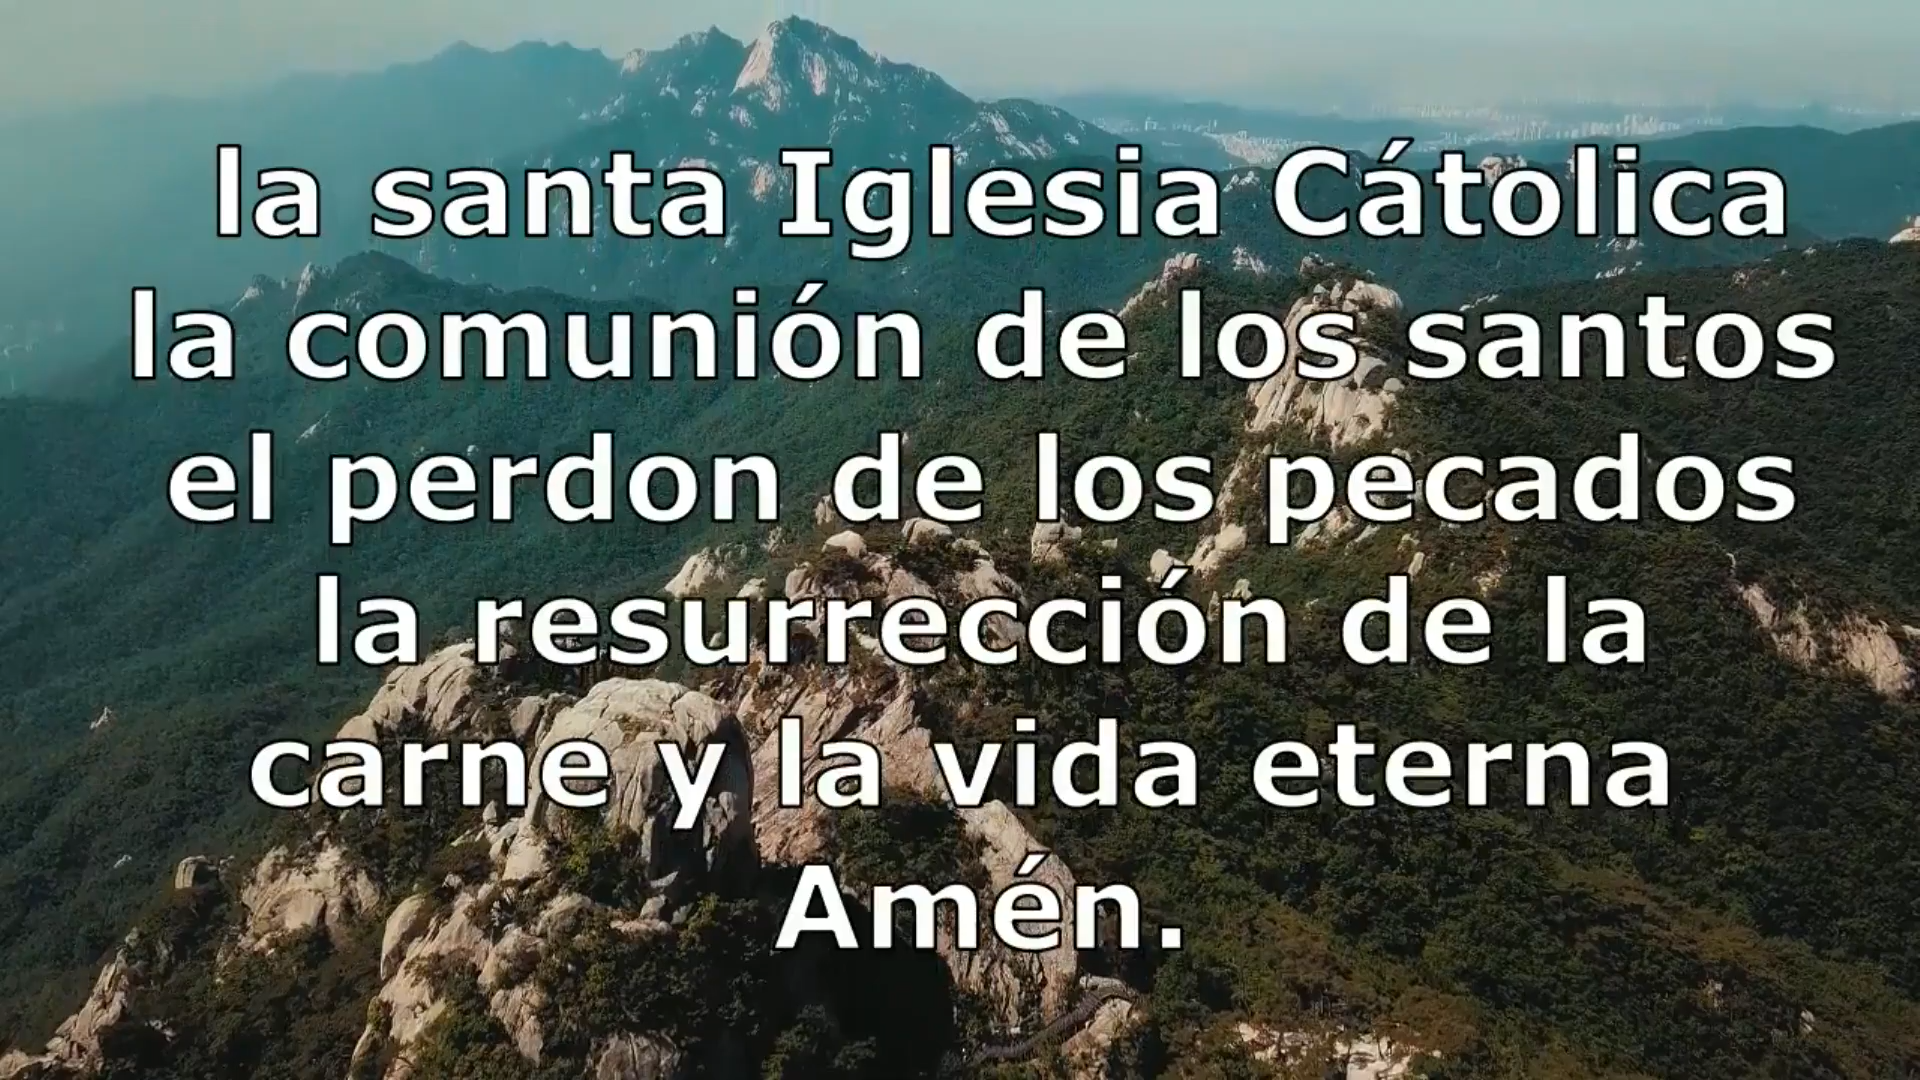 la santa Iglesia Cátolica
la comunión de los santos
el perdon de los pecados
la resurrección de la
carne y la vida eterna
Amén.